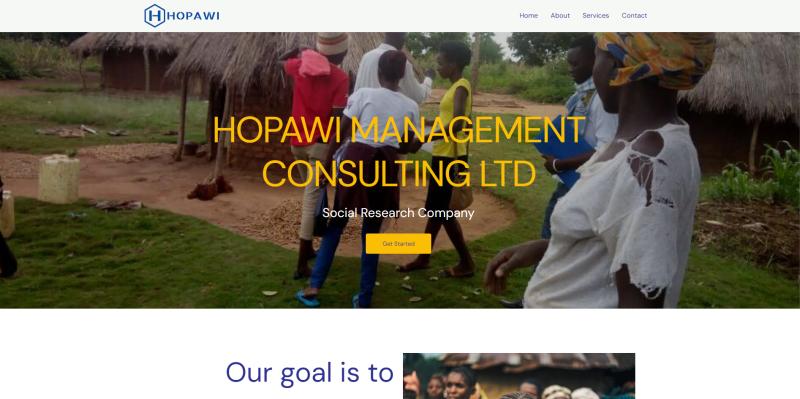 HOPAWI
Home About Services Contact
HOPAWI MANAGEMENT
CONSULTING LTD
Social Research Company
Get Started
Our goal is to